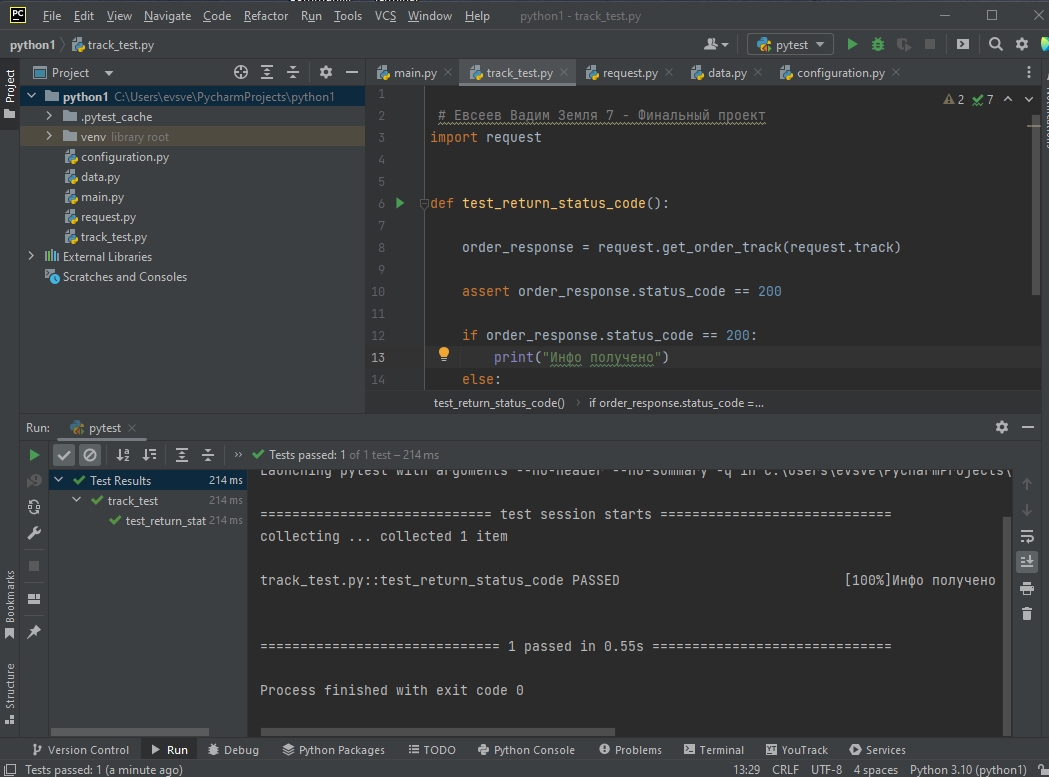 PC File Edit View Navigate Code Refactor Run Tools VCS Window Help python1 - track_test.py
python1 track_test.py pytest
Project main.py track_test.py request.py data.py configuration.py
Project
python1 C:\Users\evsve\PycharmProjects\python1
.pytest_cache
venv library root
configuration.py
data.py
main.py
request.py
track_test.py
External Libraries
Scratches and Consoles
2 7
1
2 # Евсеев Вадим Земля 7 - Финальный проект
3 import request
4
5
6 def test_return_status_code():
7
8 order_response = request.get_order_track(request.track)
9
10 assert order_response.status_code == 200
11
12 if order_response.status_code == 200:
13 print("Инфо получено")
14 else:
test_return_status_code() if order_response.status_code =...
Run: pytest
Tests passed: 1 of 1 test – 214 ms
Test Results 214 ms
track_test 214 ms
test_return_stat 214 ms
Launching pytest with arguments --no-header --no-summary -q in C:\Users\evsve\PycharmProjects\
============================= test session starts =============================
collecting ... collected 1 item
track_test.py::test_return_status_code PASSED [100%]Инфо получено
============================== 1 passed in 0.55s ==============================
Process finished with exit code 0
Bookmarks
Structure
Version Control Run Debug Python Packages TODO Python Console Problems Terminal YouTrack Services
Tests passed: 1 (a minute ago) 13:29 CRLF UTF-8 4 spaces Python 3.10 (python1)